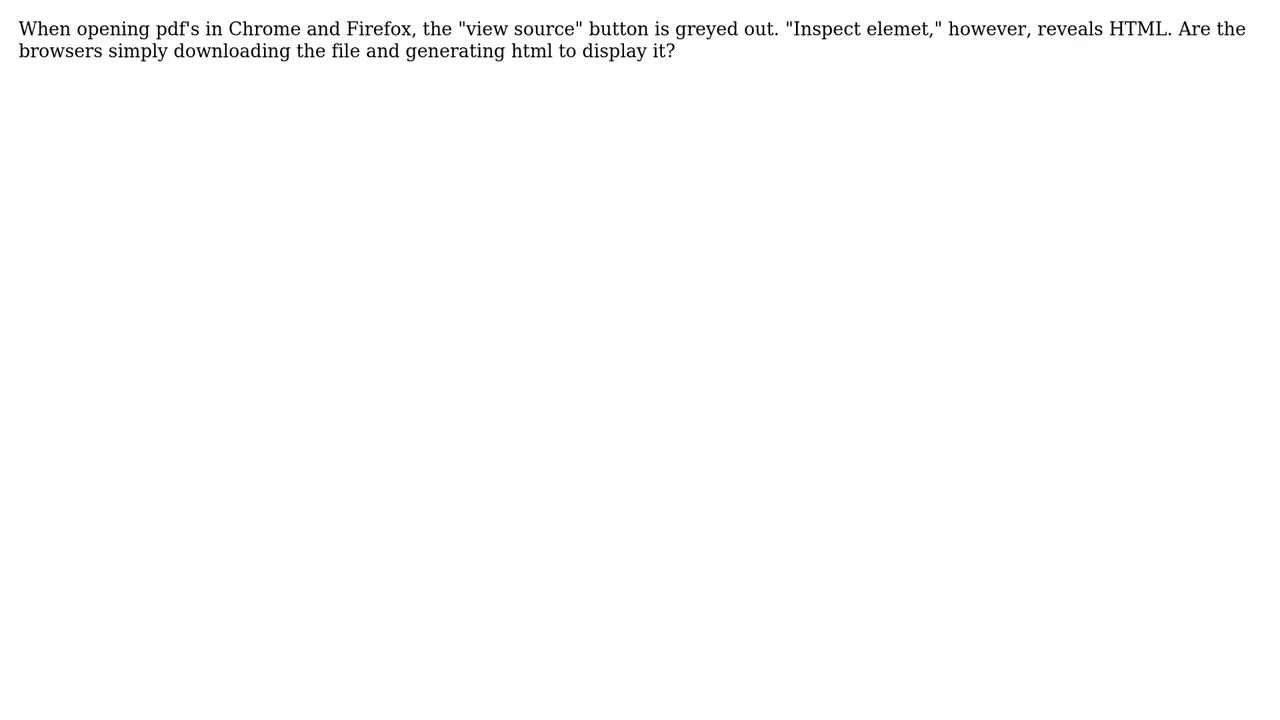 When opening pdf's in Chrome and Firefox, the "view source" button is greyed out. "Inspect elemet," however, reveals HTML. Are the
browsers simply downloading the file and generating html to display it?